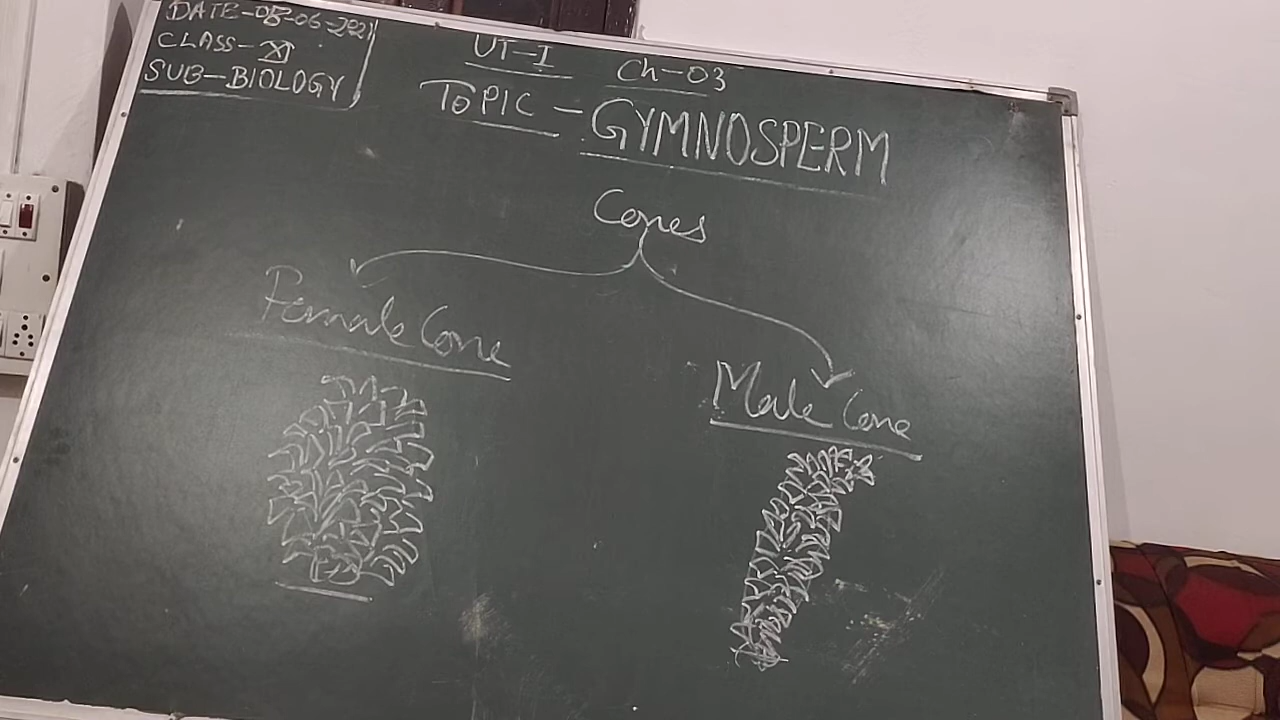 DATE-08-06-2021
CLASS-XI
SUB-BIOLOGY
UT-I Ch-03
TOPIC-GYMNOSPERM
Cones
Female Cone
Male Cone